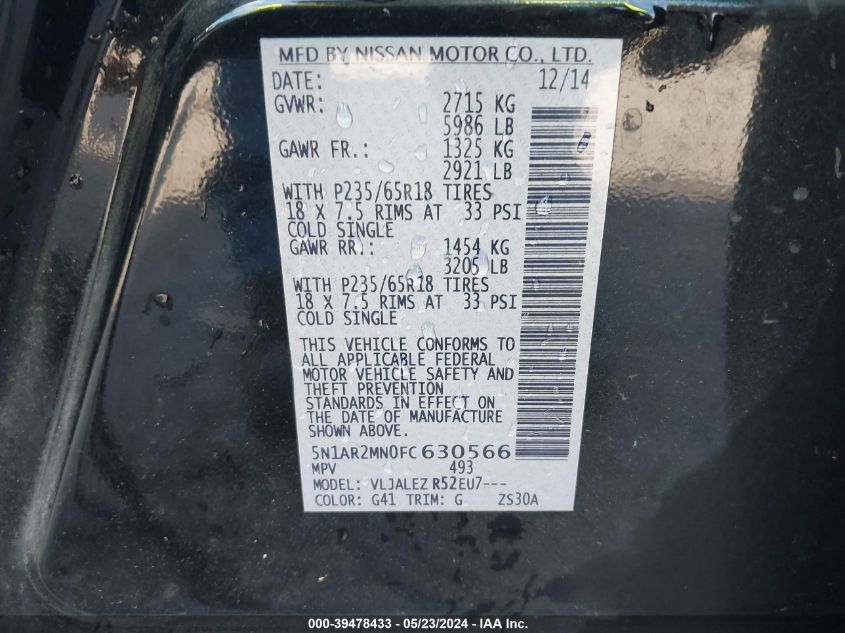 MFD BY NISSAN MOTOR CO., LTD.
DATE: 12/14
GVWR: 2715 KG
5986 LB
GAWR FR.: 1325 KG
2921 LB
WITH P235/65R18 TIRES
18 X 7.5 RIMS AT 33 PSI
COLD SINGLE
GAWR RR.: 1454 KG
3205 LB
WITH P235/65R18 TIRES
18 X 7.5 RIMS AT 33 PSI
COLD SINGLE
THIS VEHICLE CONFORMS TO
ALL APPLICABLE FEDERAL
MOTOR VEHICLE SAFETY AND
THEFT PREVENTION
STANDARDS IN EFFECT ON
THE DATE OF MANUFACTURE
SHOWN ABOVE.
5N1AR2MN0FC630566
MPV 493
MODEL: VLJALEZ R52EU7---
COLOR: G41 TRIM: G ZS30A
000-39478433 - 05/23/2024 - IAA Inc.